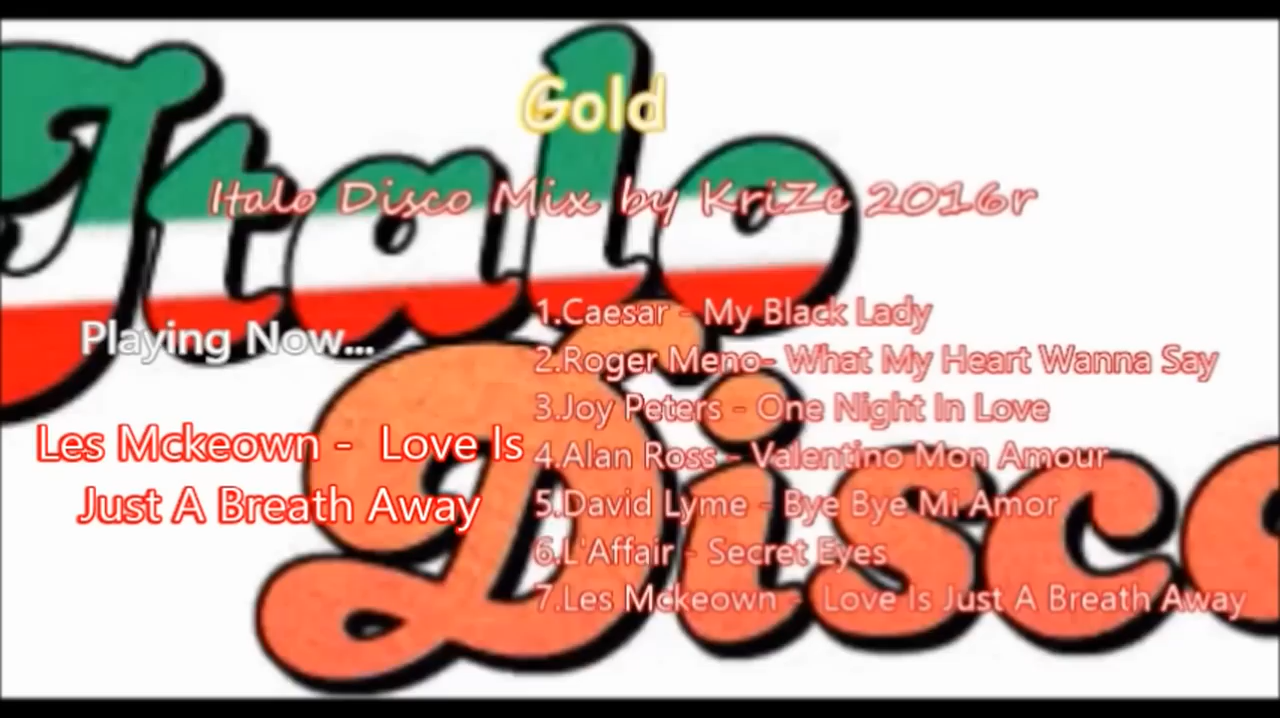 Italo
Disco
Gold
Italo Disco Mix by KriZe 2016r
Playing Now...
Les Mckeown - Love Is
Just A Breath Away
1.Caesar - My Black Lady
2.Roger Meno- What My Heart Wanna Say
3.Joy Peters - One Night In Love
4.Alan Ross - Valentino Mon Amour
5.David Lyme - Bye Bye Mi Amor
6.L'Affair - Secret Eyes
7.Les Mckeown - Love Is Just A Breath Away